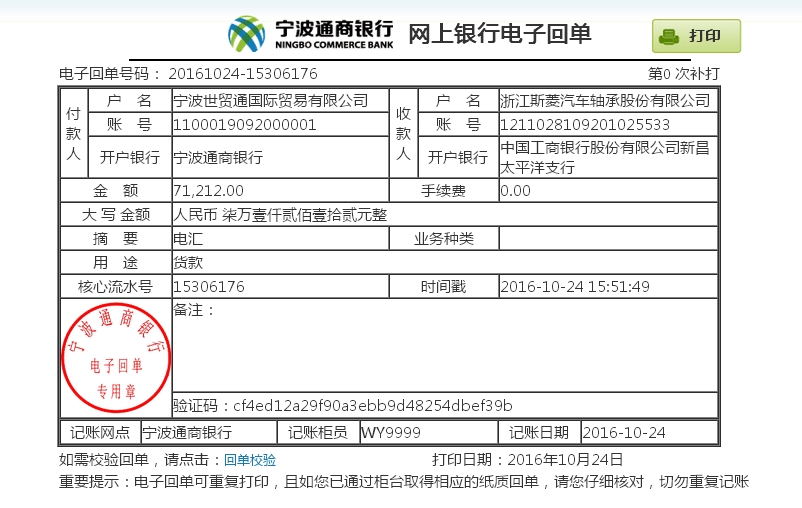 宁波通商银行 网上银行电子回单 打印
NINGBO COMMERCE BANK
电子回单号码： 20161024-15306176 第0 次补打
付款人 户 名 宁波世贸通国际贸易有限公司 收款人 户 名 浙江斯菱汽车轴承股份有限公司
账 号 1100019092000001 账 号 1211028109201025533
开户银行 宁波通商银行 开户银行 中国工商银行股份有限公司新昌
太平洋支行
金 额 71,212.00 手续费 0.00
大 写 金额 人民币 柒万壹仟贰佰壹拾贰元整
摘 要 电汇 业务种类
用 途 货款
核心流水号 15306176 时间戳 2016-10-24 15:51:49
备注：
宁波通商银行
电子回单
专用章
验证码：cf4ed12a29f90a3ebb9d48254dbef39b
记账网点 宁波通商银行 记账柜员 WY9999 记账日期 2016-10-24
如需校验回单，请点击：回单校验 打印日期：2016年10月24日
重要提示：电子回单可重复打印，且如您已通过柜台取得相应的纸质回单，请您仔细核对，切勿重复记账